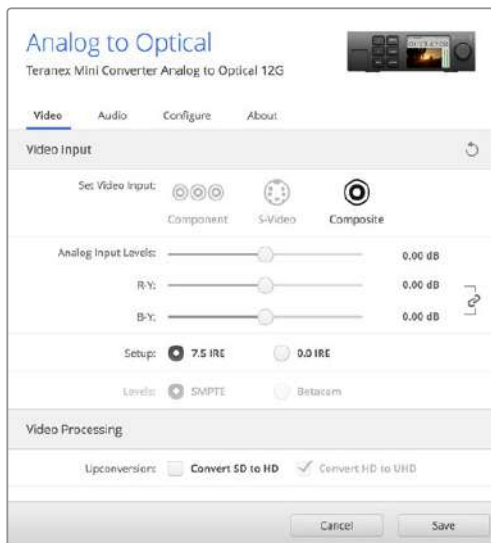 Analog to Optical
Teranex Mini Converter Analog to Optical 12G
Video Audio Configure About
Video Input
Set Video Input:
Component S-Video Composite
Analog Input Levels: 0.00 dB
R-Y: 0.00 dB
B-Y: 0.00 dB
Setup: 7.5 IRE 0.0 IRE
Levels: SMPTE Betacam
Video Processing
Upconversion: Convert SD to HD Convert HD to UHD
Cancel Save